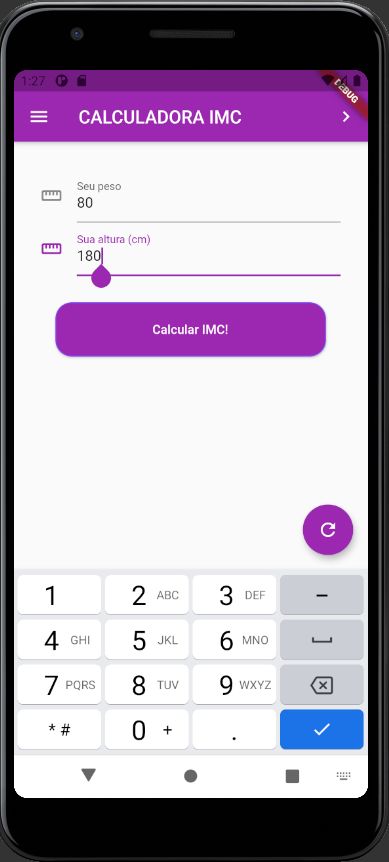 1:27
DEBUG
CALCULADORA IMC
Seu peso
80
Sua altura (cm)
180
Calcular IMC!
1
2 ABC
3 DEF
–
4 GHI
5 JKL
6 MNO
7 PQRS
8 TUV
9 WXYZ
* #
0 +
.